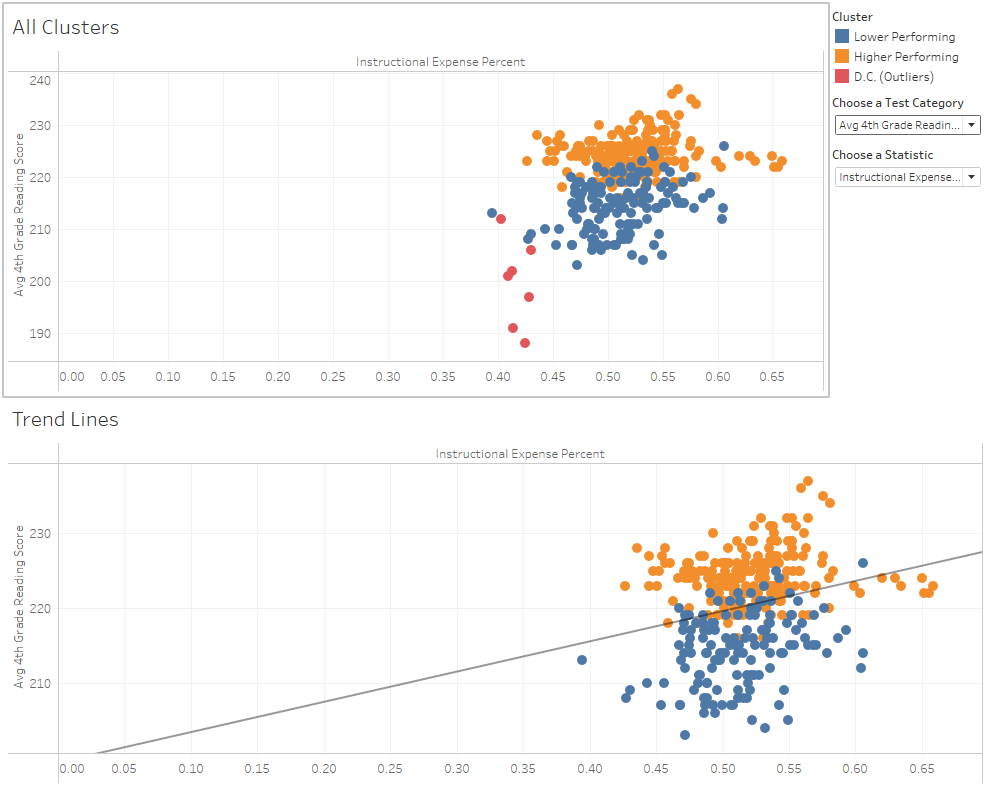 All Clusters
Instructional Expense Percent
Avg 4th Grade Reading Score
240
230
220
210
200
190
0.00 0.05 0.10 0.15 0.20 0.25 0.30 0.35 0.40 0.45 0.50 0.55 0.60 0.65
Cluster
Lower Performing
Higher Performing
D.C. (Outliers)
Choose a Test Category
Avg 4th Grade Readin...
Choose a Statistic
Instructional Expense...
Trend Lines
Instructional Expense Percent
Avg 4th Grade Reading Score
230
220
210
0.00 0.05 0.10 0.15 0.20 0.25 0.30 0.35 0.40 0.45 0.50 0.55 0.60 0.65